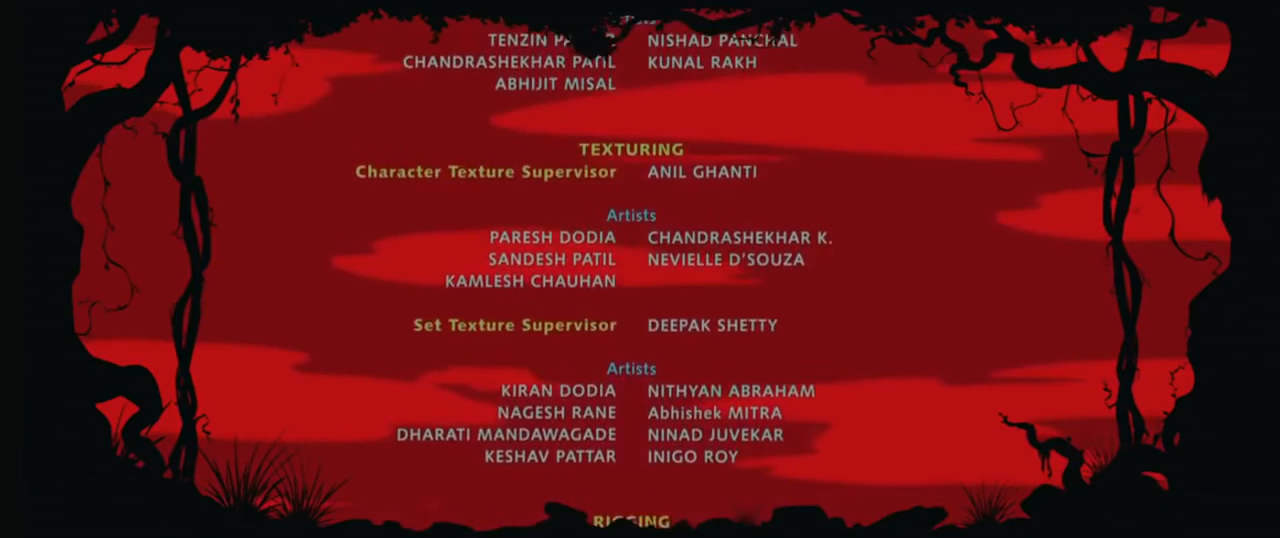 TENZIN NISHAD PANCHAL
CHANDRASHEKHAR PATIL KUNAL RAKH
ABHIJIT MISAL
TEXTURING
Character Texture Supervisor ANIL GHANTI
Artists
PARESH DODIA CHANDRASHEKHAR K.
SANDESH PATIL NEVIELLE D'SOUZA
KAMLESH CHAUHAN
Set Texture Supervisor DEEPAK SHETTY
Artists
KIRAN DODIA NITHYAN ABRAHAM
NAGESH RANE Abhishek MITRA
DHARATI MANDAWAGADE NINAD JUVEKAR
KESHAV PATTAR INIGO ROY
RIGGING